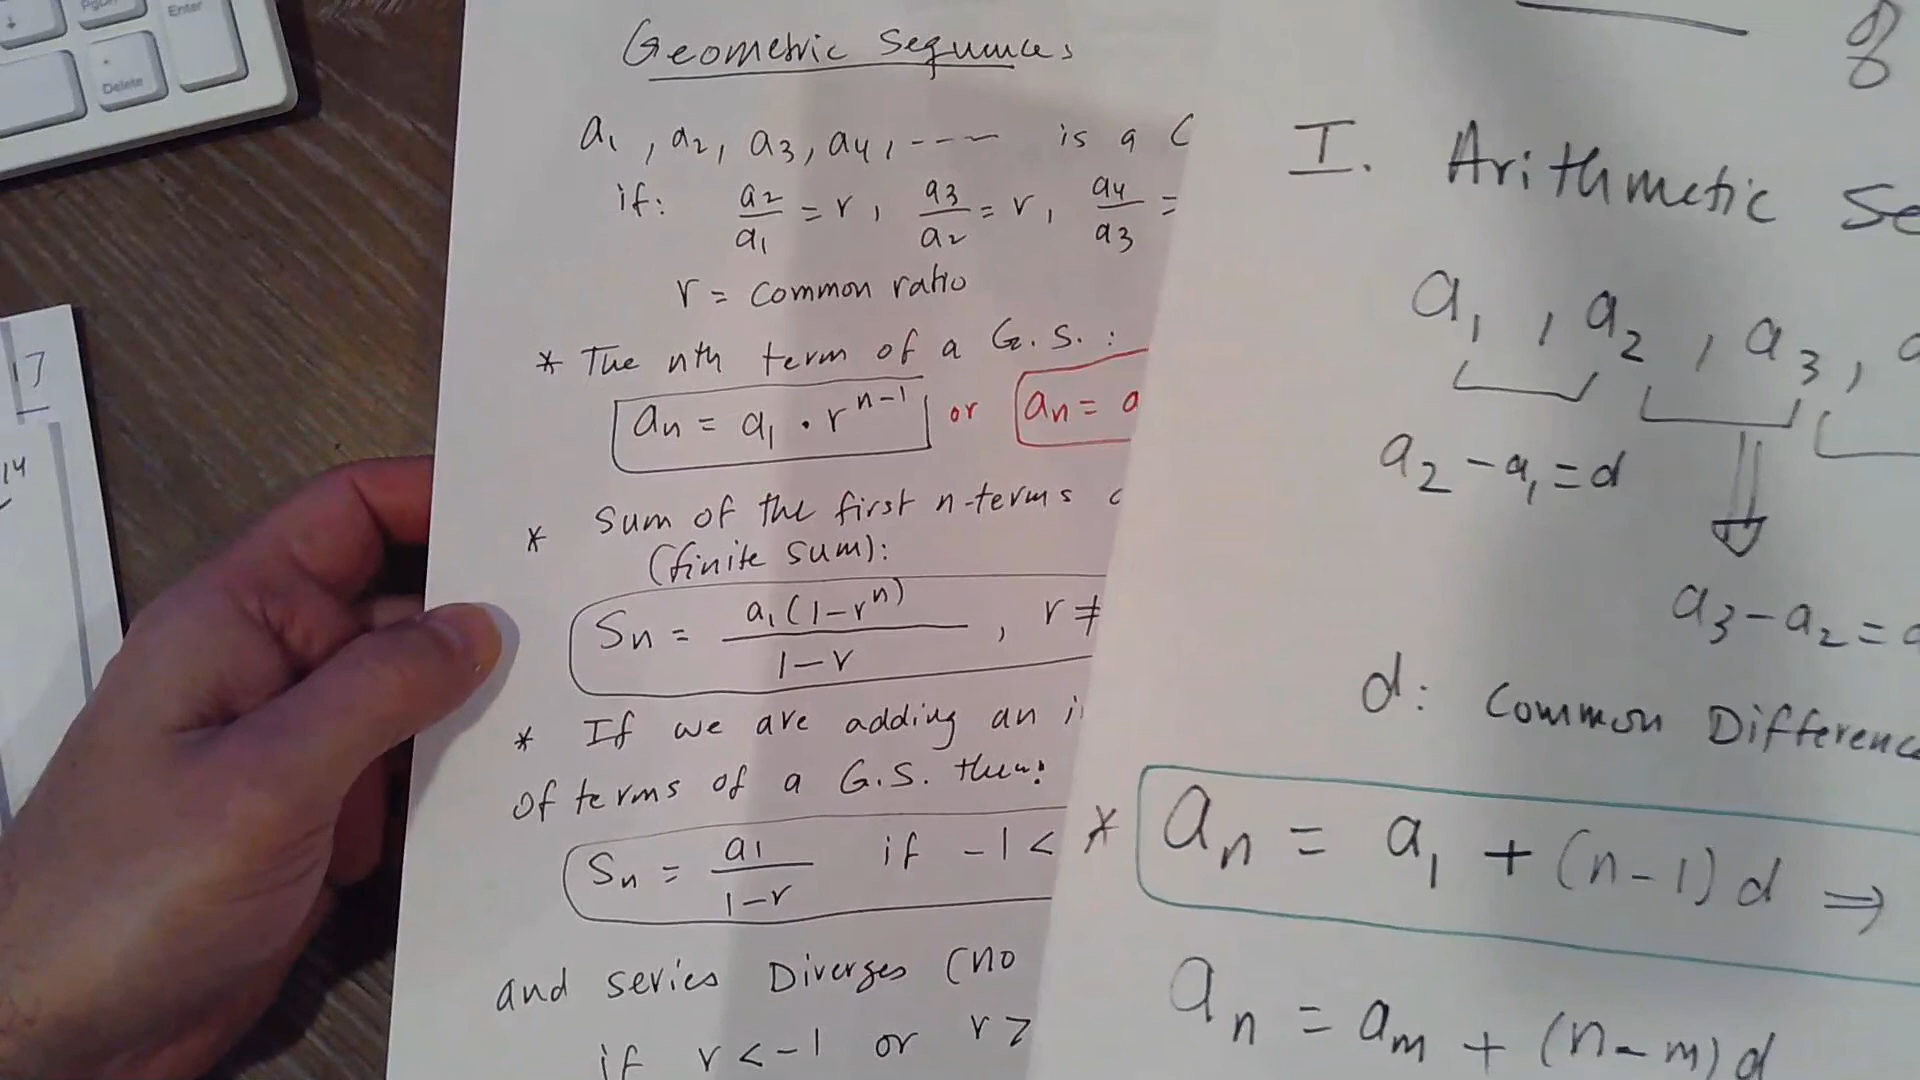 PgDn
Enter
Delete
17
14
Geometric Sequences
a1, a2, a3, a4, ---- is a
if: a2/a1 = r, a3/a2 = r, a4/a3 =
r = common ratio
* The nth term of a G.S.:
an = a1 · r^n-1 or an = a
* Sum of the first n-terms
(finite sum):
Sn = a1(1-r^n)/1-r , r ≠
* If we are adding an
of terms of a G.S. then:
Sn = a1/1-r if -1 <
and series Diverges (no
if r < -1 or r >
8
I. Arithmetic Se
a1, a2, a3,
a2 - a1 = d
a3 - a2 =
d: Common Difference
* an = a1 + (n-1)d ⇒
an = am + (n-m)d